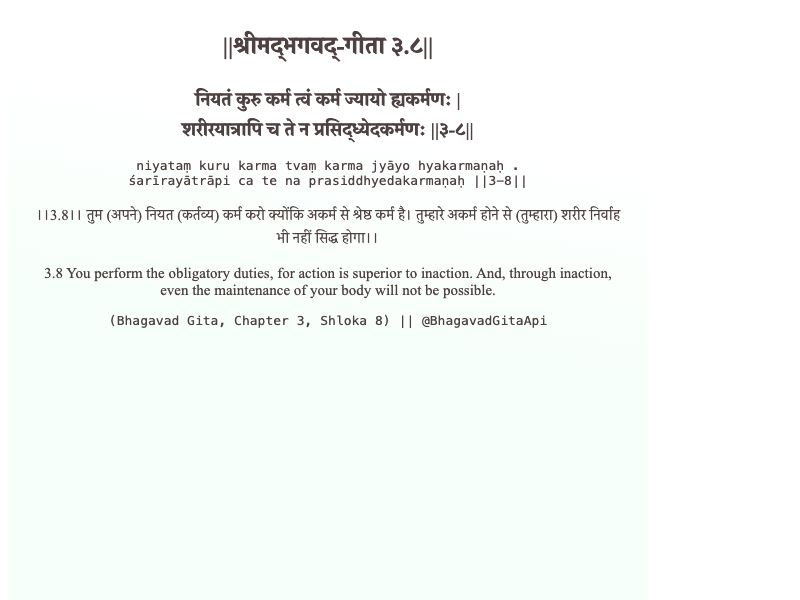 ||श्रीमद्‍भगवद्‍-गीता ३.८||
नियतं कुरु कर्म त्वं कर्म ज्यायो ह्यकर्मणः |
शरीरयात्रापि च ते न प्रसिद्ध्येदकर्मणः ||३-८||
niyataṃ kuru karma tvaṃ karma jyāyo hyakarmaṇaḥ .
śarīrayātrāpi ca te na prasiddhyedakarmaṇaḥ ||3-8||
।।3.8।। तुम (अपने) नियत (कर्तव्य) कर्म करो क्योंकि अकर्म से श्रेष्ठ कर्म है। तुम्हारे अकर्म होने से (तुम्हारा) शरीर निर्वाह
भी नहीं सिद्ध होगा।।
3.8 You perform the obligatory duties, for action is superior to inaction. And, through inaction,
even the maintenance of your body will not be possible.
(Bhagavad Gita, Chapter 3, Shloka 8) || @BhagavadGitaApi